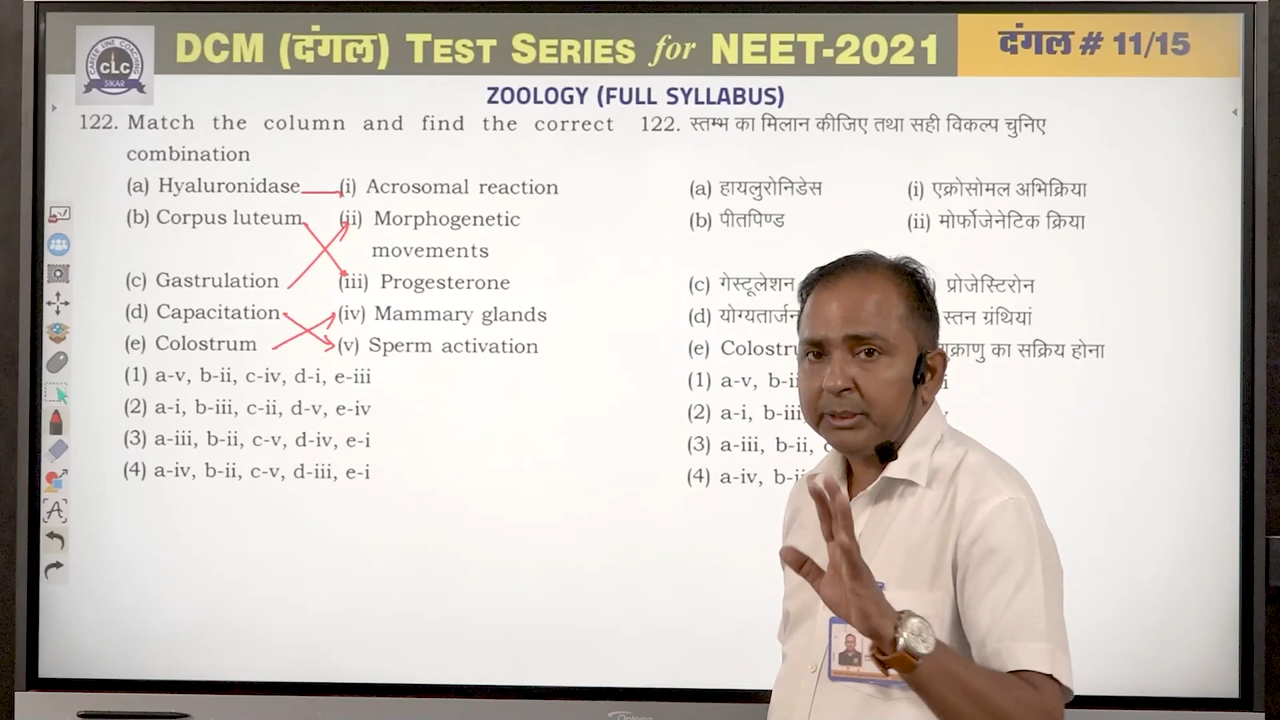 CAREER LINE COACHING
CLC
SIKAR
DCM (दंगल) TEST SERIES for NEET-2021
दंगल # 11/15
ZOOLOGY (FULL SYLLABUS)
122. Match the column and find the correct
combination
(a) Hyaluronidase (i) Acrosomal reaction
(b) Corpus luteum (ii) Morphogenetic
movements
(c) Gastrulation (iii) Progesterone
(d) Capacitation (iv) Mammary glands
(e) Colostrum (v) Sperm activation
(1) a-v, b-ii, c-iv, d-i, e-iii
(2) a-i, b-iii, c-ii, d-v, e-iv
(3) a-iii, b-ii, c-v, d-iv, e-i
(4) a-iv, b-ii, c-v, d-iii, e-i
122. स्तम्भ का मिलान कीजिए तथा सही विकल्प चुनिए
(a) हायलुरोनिडेस (i) एक्रोसोमल अभिक्रिया
(b) पीतपिण्ड (ii) मोर्फोजेनेटिक क्रिया
(c) गेस्टूलेशन प्रोजेस्टिरोन
(d) योग्यतार्जन स्तन ग्रंथियां
(e) का सक्रिय होना
(1) a-v,
(2) a-i, b-iii
(3) a-iii, b-ii,
(4) a-iv,